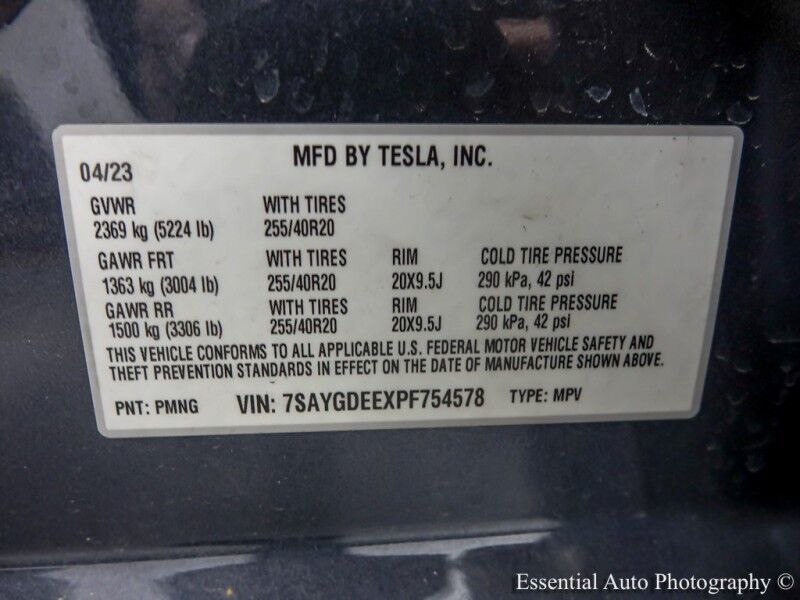 MFD BY TESLA, INC.
04/23
GVWR WITH TIRES
2369 kg (5224 lb) 255/40R20
GAWR FRT WITH TIRES RIM COLD TIRE PRESSURE
1363 kg (3004 lb) 255/40R20 20X9.5J 290 kPa, 42 psi
GAWR RR WITH TIRES RIM COLD TIRE PRESSURE
1500 kg (3306 lb) 255/40R20 20X9.5J 290 kPa, 42 psi
THIS VEHICLE CONFORMS TO ALL APPLICABLE U.S. FEDERAL MOTOR VEHICLE SAFETY AND
THEFT PREVENTION STANDARDS IN EFFECT ON THE DATE OF MANUFACTURE SHOWN ABOVE.
PNT: PMNG VIN: 7SAYGDEEXPF754578 TYPE: MPV
Essential Auto Photography ©